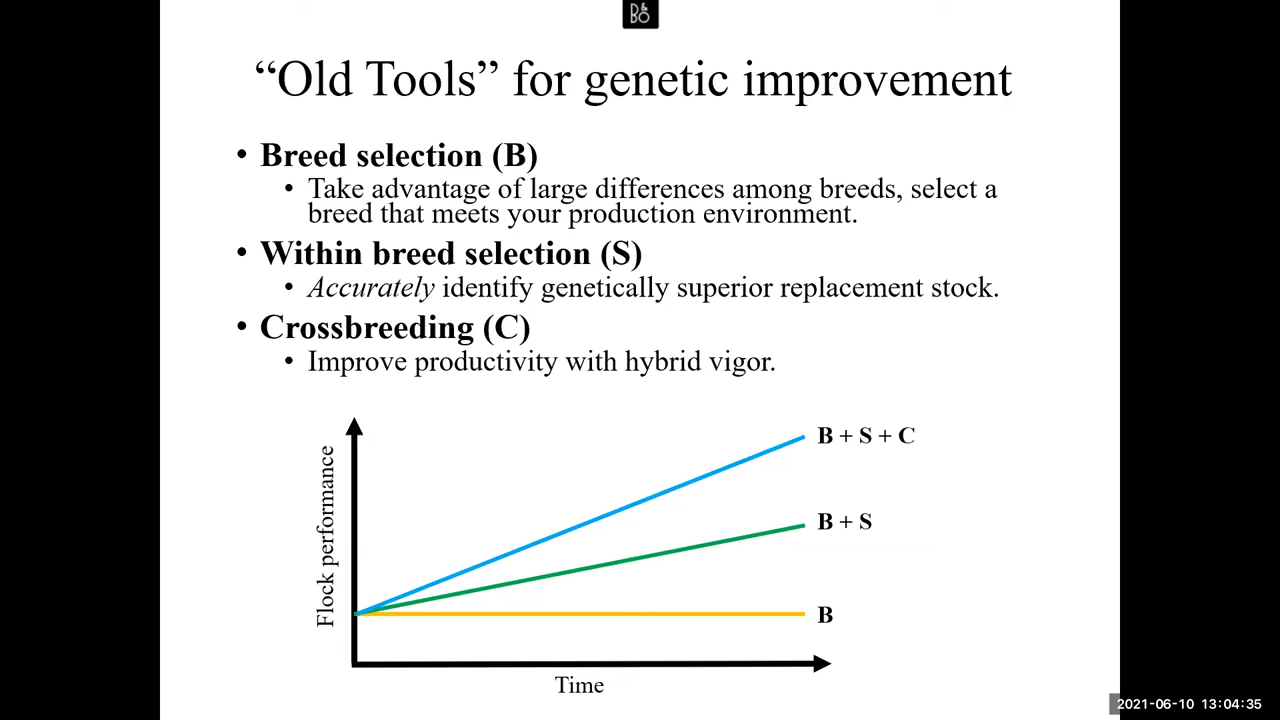 B&O
“Old Tools” for genetic improvement
• Breed selection (B)
• Take advantage of large differences among breeds, select a
breed that meets your production environment.
• Within breed selection (S)
• Accurately identify genetically superior replacement stock.
• Crossbreeding (C)
• Improve productivity with hybrid vigor.
B + S + C
Flock performance
B + S
B
Time
2021-06-10 13:04:35